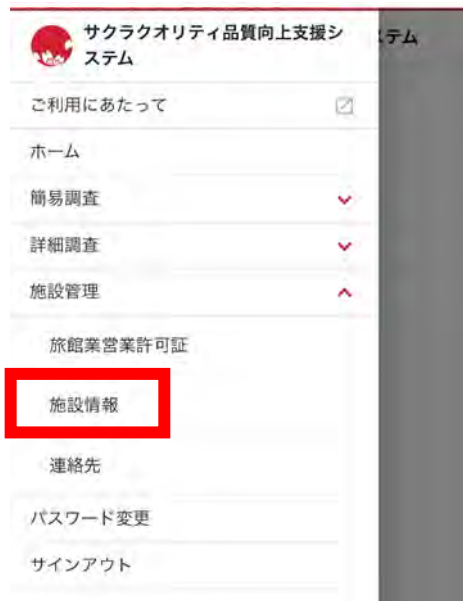 サクラクオリティ品質向上支援シ
ステム
ステム
ご利用にあたって
ホーム
簡易調査
詳細調査
施設管理
旅館業営業許可証
施設情報
連絡先
パスワード変更
サインアウト